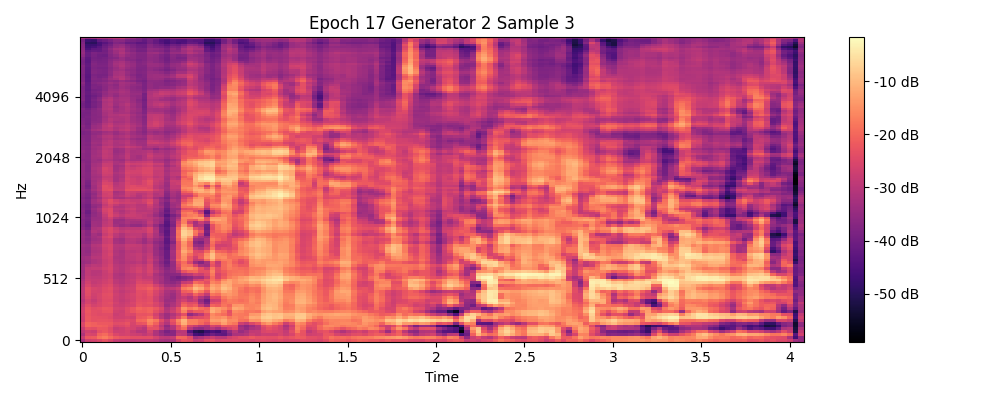 Epoch 17 Generator 2 Sample 3
Hz
4096
2048
1024
512
0
0 0.5 1 1.5 2 2.5 3 3.5 4
Time
-10 dB
-20 dB
-30 dB
-40 dB
-50 dB